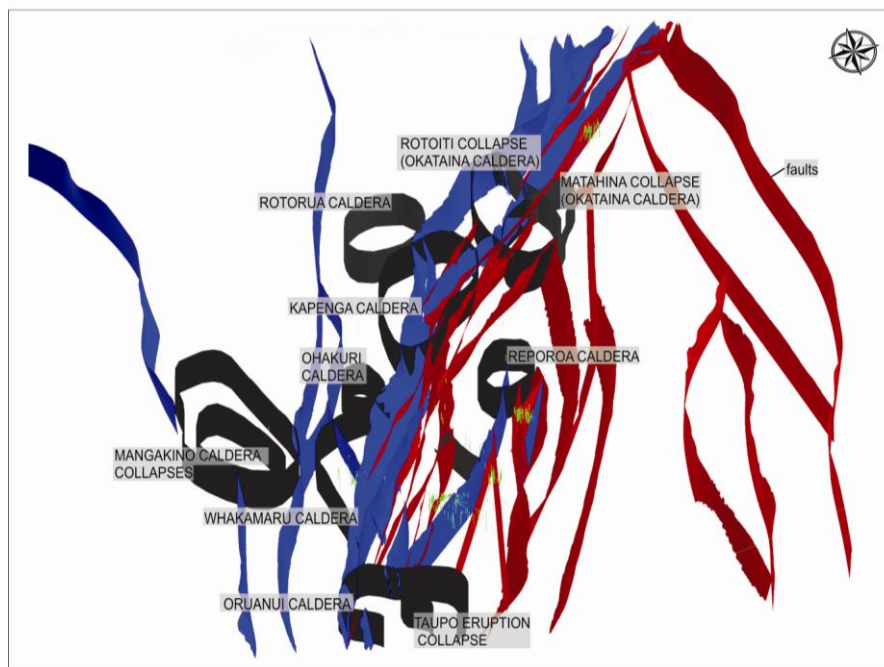 ROTOITI COLLAPSE
(OKATAINA CALDERA)
MATAHINA COLLAPSE
(OKATAINA CALDERA)
faults
ROTORUA CALDERA
KAPENGA CALDERA
OHAKURI
CALDERA
REPOROA CALDERA
MANGAKINO CALDERA
COLLAPSES
WHAKAMARU CALDERA
ORUANUI CALDERA
TAUPO ERUPTION
COLLAPSE